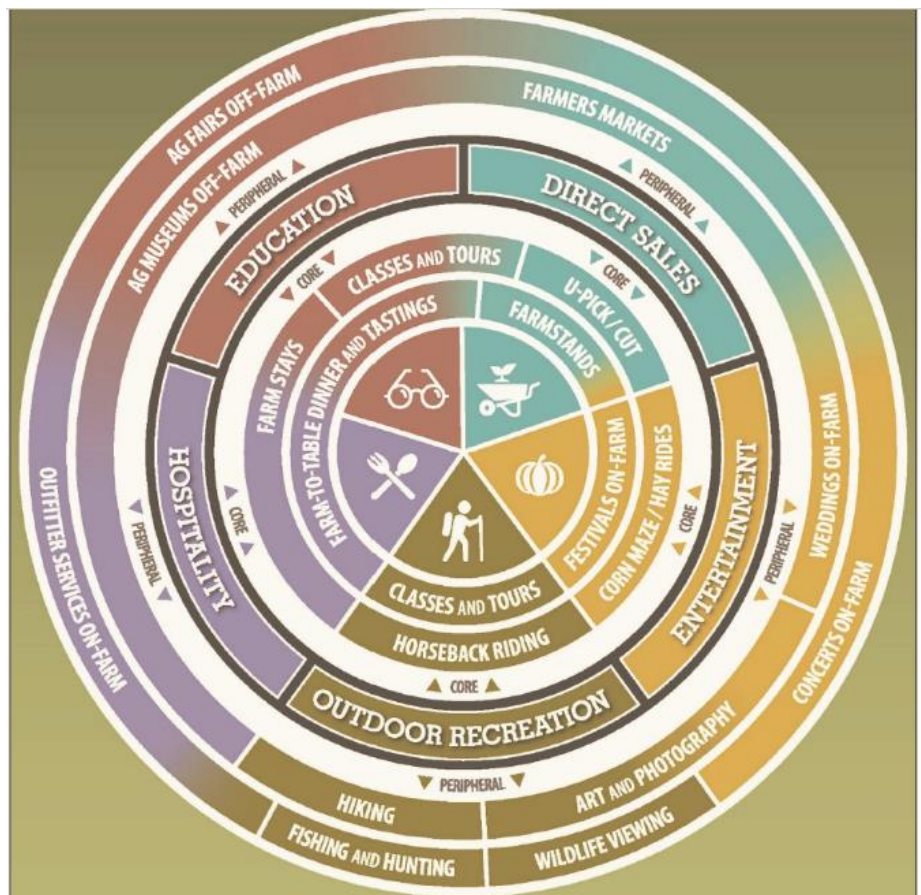 AG FAIRS OFF-FARM
AG MUSEUMS OFF-FARM
FARMERS MARKETS
PERIPHERAL
PERIPHERAL
EDUCATION
DIRECT SALES
CORE
CORE
CLASSES AND TOURS
U-PICK / CUT
FARM STAYS
FARM-TO-TABLE DINNER AND TASTINGS
FARMSTANDS
HOSPITALITY
CORE
PERIPHERAL
OUTFITTER SERVICES ON-FARM
FESTIVALS ON-FARM
CORN MAZE / HAY RIDES
CORE
ENTERTAINMENT
PERIPHERAL
WEDDINGS ON-FARM
CONCERTS ON-FARM
CLASSES AND TOURS
HORSEBACK RIDING
CORE
OUTDOOR RECREATION
PERIPHERAL
HIKING
ART AND PHOTOGRAPHY
FISHING AND HUNTING
WILDLIFE VIEWING